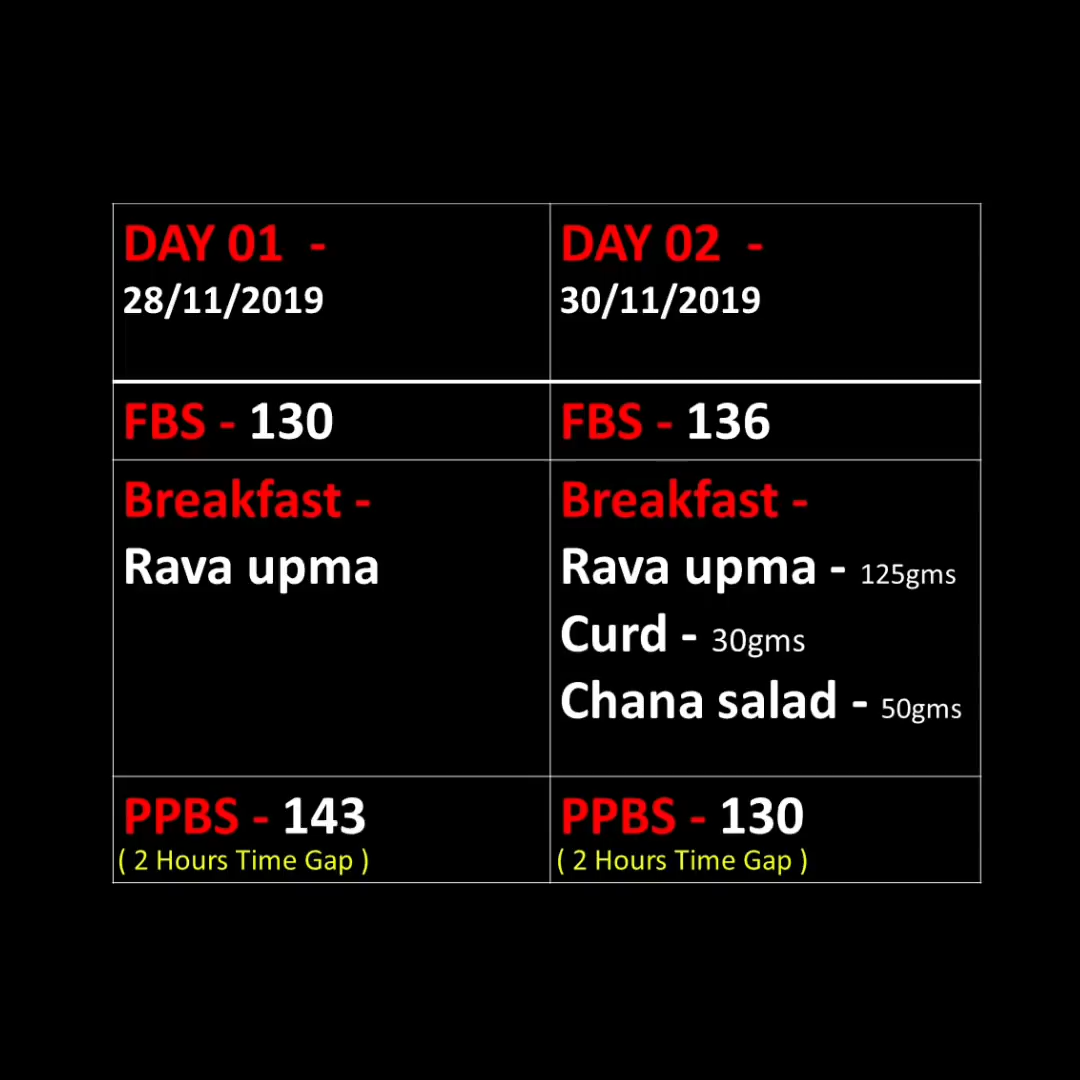 DAY 01 -
28/11/2019
DAY 02 -
30/11/2019
FBS - 130
FBS - 136
Breakfast -
Rava upma
Breakfast -
Rava upma - 125gms
Curd - 30gms
Chana salad - 50gms
PPBS - 143
( 2 Hours Time Gap )
PPBS - 130
( 2 Hours Time Gap )